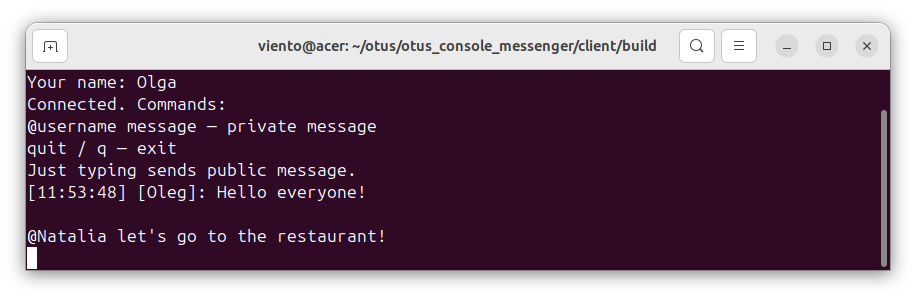 viento@acer: ~/otus/otus_console_messenger/client/build
Your name: Olga
Connected. Commands:
@username message — private message
quit / q — exit
Just typing sends public message.
[11:53:48] [Oleg]: Hello everyone!
@Natalia let's go to the restaurant!